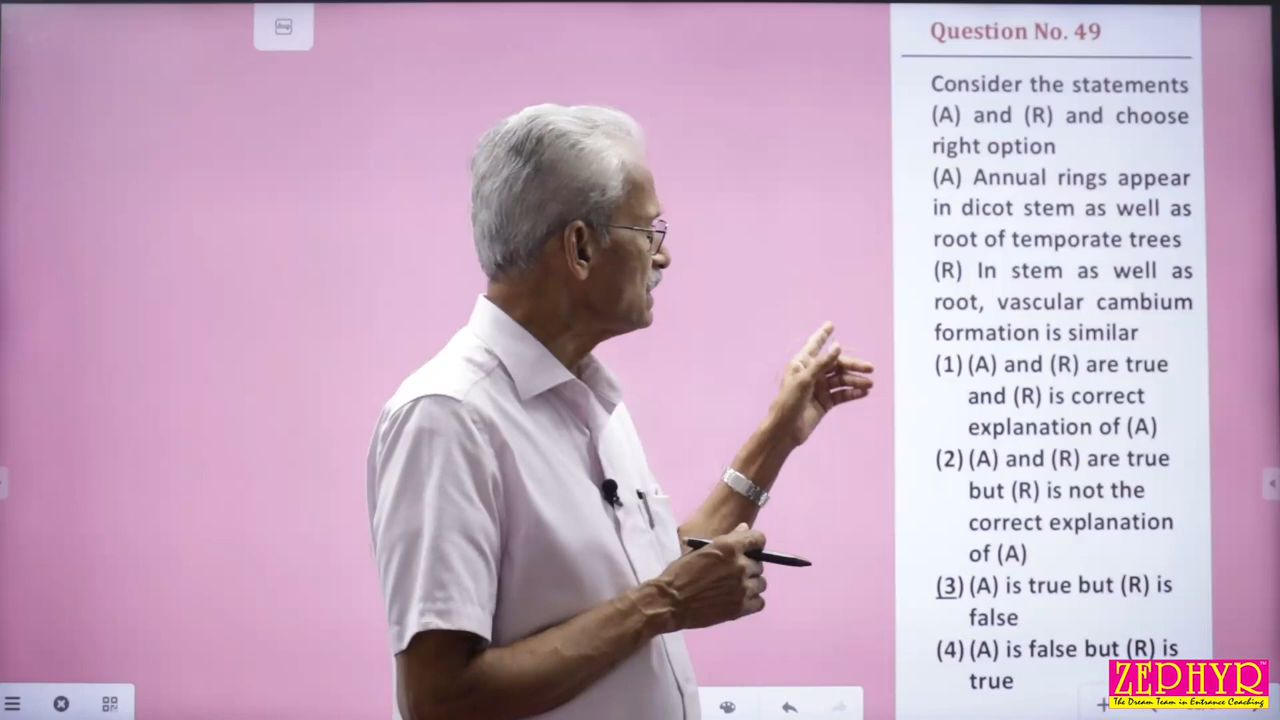 Question No. 49
Consider the statements
(A) and (R) and choose
right option
(A) Annual rings appear
in dicot stem as well as
root of temporate trees
(R) In stem as well as
root, vascular cambium
formation is similar
(1) (A) and (R) are true
and (R) is correct
explanation of (A)
(2) (A) and (R) are true
but (R) is not the
correct explanation
of (A)
(3) (A) is true but (R) is
false
(4) (A) is false but (R) is
true
ZEPHYR™
The Dream Team in Entrance Coaching